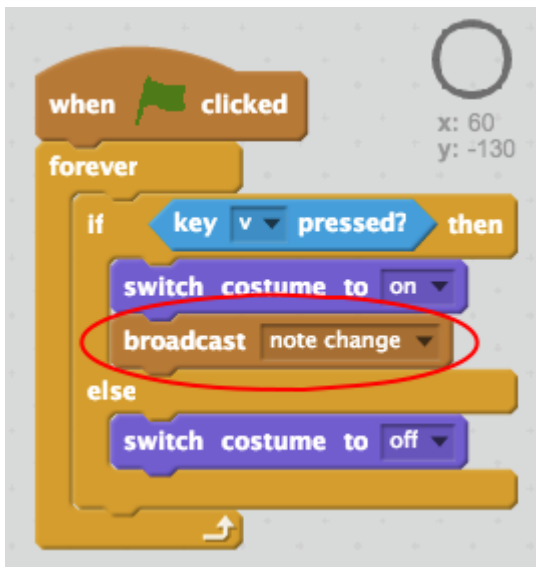 when clicked
x: 60
y: -130
forever
if key v pressed? then
switch costume to on
broadcast note change
else
switch costume to off